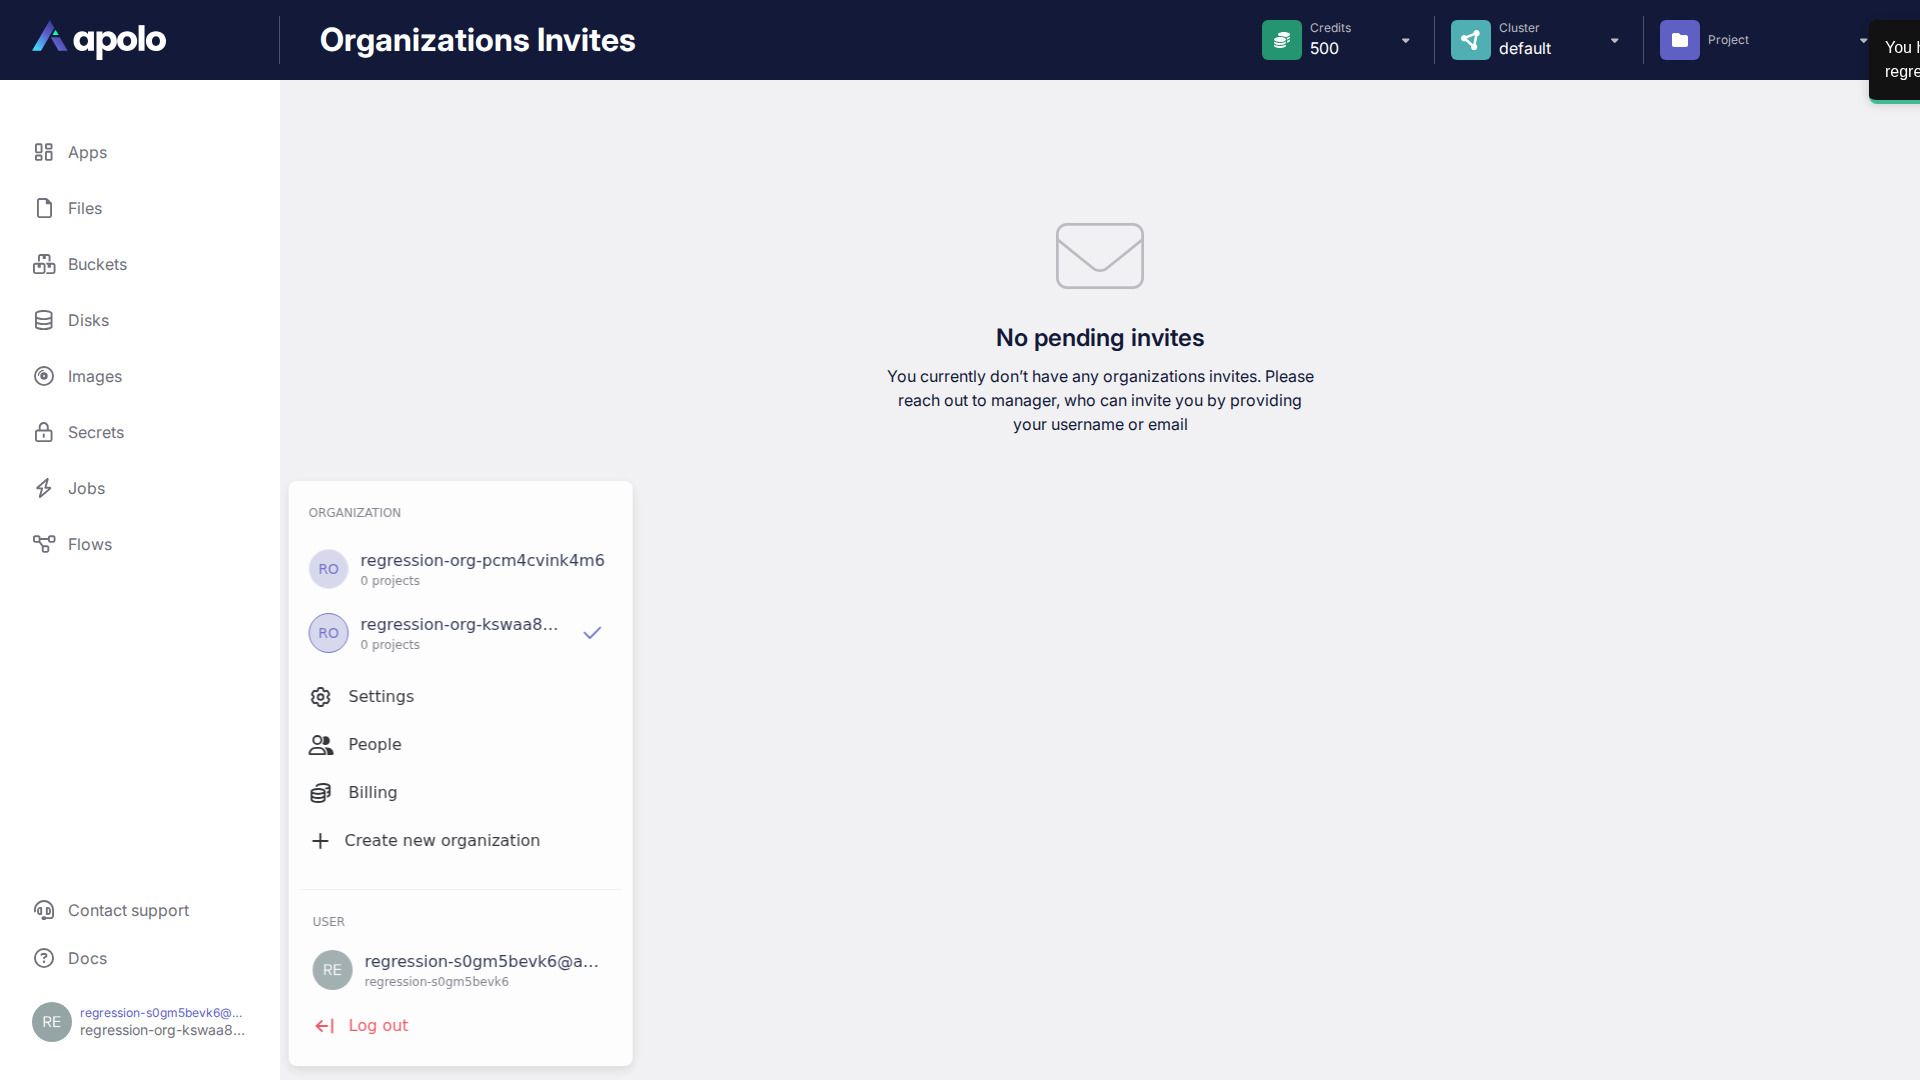 apolo
Organizations Invites
Credits
500
Cluster
default
Project
You
regre
Apps
Files
Buckets
Disks
Images
Secrets
Jobs
Flows
No pending invites
You currently don’t have any organizations invites. Please
reach out to manager, who can invite you by providing
your username or email
ORGANIZATION
RO
regression-org-pcm4cvink4m6
0 projects
RO
regression-org-kswaa8...
0 projects
Settings
People
Billing
Create new organization
USER
RE
regression-s0gm5bevk6@a...
regression-s0gm5bevk6
Log out
Contact support
Docs
RE
regression-s0gm5bevk6@...
regression-org-kswaa8...